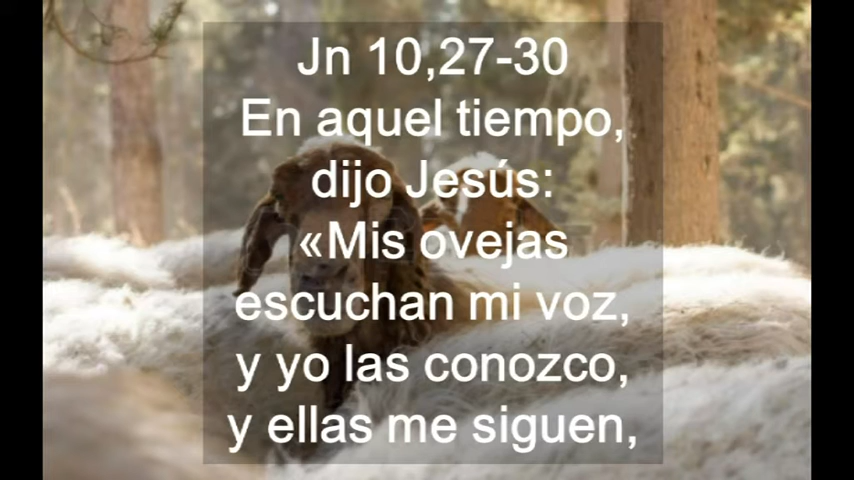 Jn 10,27-30
En aquel tiempo,
dijo Jesús:
«Mis ovejas
escuchan mi voz,
y yo las conozco,
y ellas me siguen,